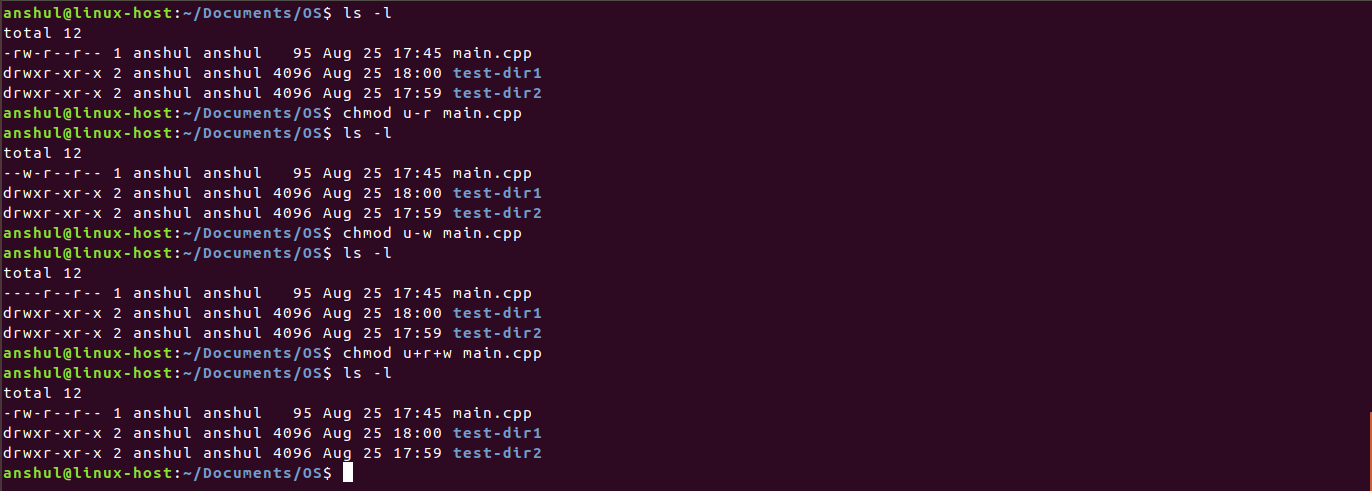 anshul@linux-host:~/Documents/OS$ ls -l
total 12
-rw-r--r-- 1 anshul anshul   95 Aug 25 17:45 main.cpp
drwxr-xr-x 2 anshul anshul 4096 Aug 25 18:00 test-dir1
drwxr-xr-x 2 anshul anshul 4096 Aug 25 17:59 test-dir2
anshul@linux-host:~/Documents/OS$ chmod u-r main.cpp
anshul@linux-host:~/Documents/OS$ ls -l
total 12
--w-r--r-- 1 anshul anshul   95 Aug 25 17:45 main.cpp
drwxr-xr-x 2 anshul anshul 4096 Aug 25 18:00 test-dir1
drwxr-xr-x 2 anshul anshul 4096 Aug 25 17:59 test-dir2
anshul@linux-host:~/Documents/OS$ chmod u-w main.cpp
anshul@linux-host:~/Documents/OS$ ls -l
total 12
----r--r-- 1 anshul anshul   95 Aug 25 17:45 main.cpp
drwxr-xr-x 2 anshul anshul 4096 Aug 25 18:00 test-dir1
drwxr-xr-x 2 anshul anshul 4096 Aug 25 17:59 test-dir2
anshul@linux-host:~/Documents/OS$ chmod u+r+w main.cpp
anshul@linux-host:~/Documents/OS$ ls -l
total 12
-rw-r--r-- 1 anshul anshul   95 Aug 25 17:45 main.cpp
drwxr-xr-x 2 anshul anshul 4096 Aug 25 18:00 test-dir1
drwxr-xr-x 2 anshul anshul 4096 Aug 25 17:59 test-dir2
anshul@linux-host:~/Documents/OS$